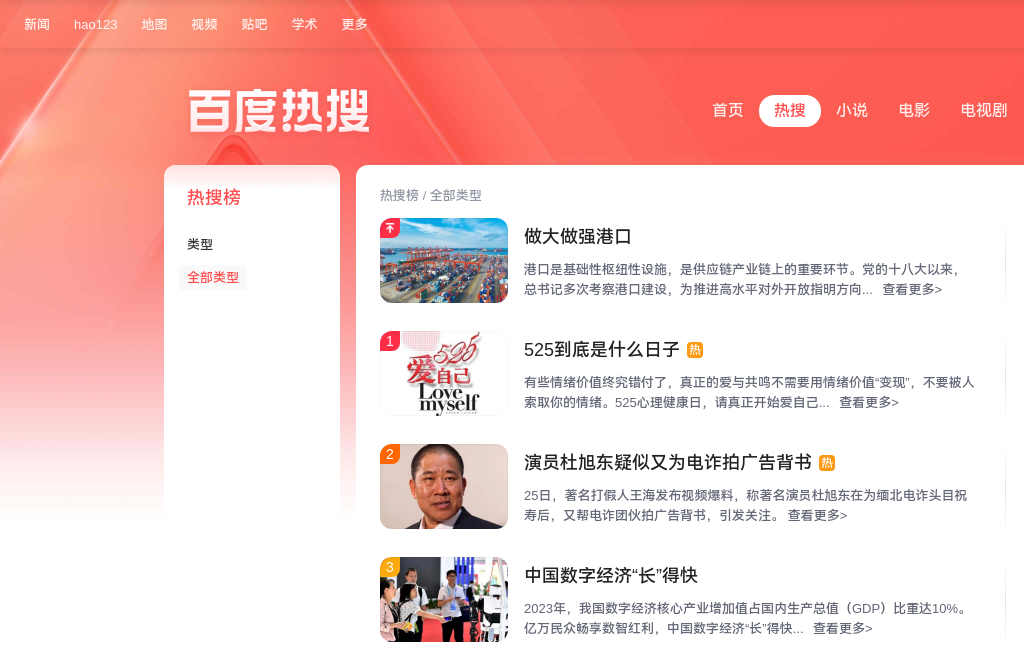 新闻 hao123 地图 视频 贴吧 学术 更多
百度热搜
首页 热搜 小说 电影 电视剧
热搜榜
类型
全部类型
热搜榜 / 全部类型
做大做强港口
港口是基础性枢纽性设施，是供应链产业链上的重要环节。党的十八大以来，
总书记多次考察港口建设，为推进高水平对外开放指明方向... 查看更多>
1
525
爱自己
Love
myself
525到底是什么日子 热
有些情绪价值终究错付了，真正的爱与共鸣不需要用情绪价值“变现”，不要被人
索取你的情绪。525心理健康日，请真正开始爱自己... 查看更多>
2
演员杜旭东疑似又为电诈拍广告背书 热
25日，著名打假人王海发布视频爆料，称著名演员杜旭东在为缅北电诈头目祝
寿后，又帮电诈团伙拍广告背书，引发关注。 查看更多>
3
中国数字经济“长”得快
2023年，我国数字经济核心产业增加值占国内生产总值（GDP）比重达10%。
亿万民众畅享数智红利，中国数字经济“长”得快... 查看更多>